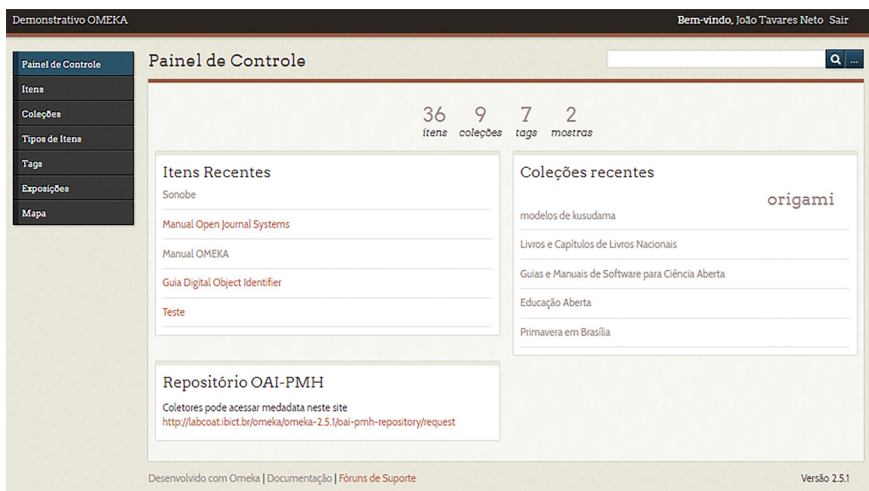 Demonstrativo OMEKA
Bem-vindo, João Tavares Neto Sair
Painel de Controle
Itens
Coleções
Tipos de Itens
Tags
Exposições
Mapa
Painel de Controle
...
36 9 7 2
itens coleções tags mostras
Itens Recentes
Sonobe
Manual Open Journal Systems
Manual OMEKA
Guia Digital Object Identifier
Teste
Coleções recentes
origami
modelos de kusudama
Livros e Capítulos de Livros Nacionais
Guias e Manuais de Software para Ciência Aberta
Educação Aberta
Primavera em Brasília
Repositório OAI-PMH
Coletores pode acessar medadata neste site
http://labcoat.ibict.br/omeka/omeka-2.5.1/oai-pmh-repository/request
Desenvolvido com Omeka | Documentação | Fóruns de Suporte
Versão 2.5.1